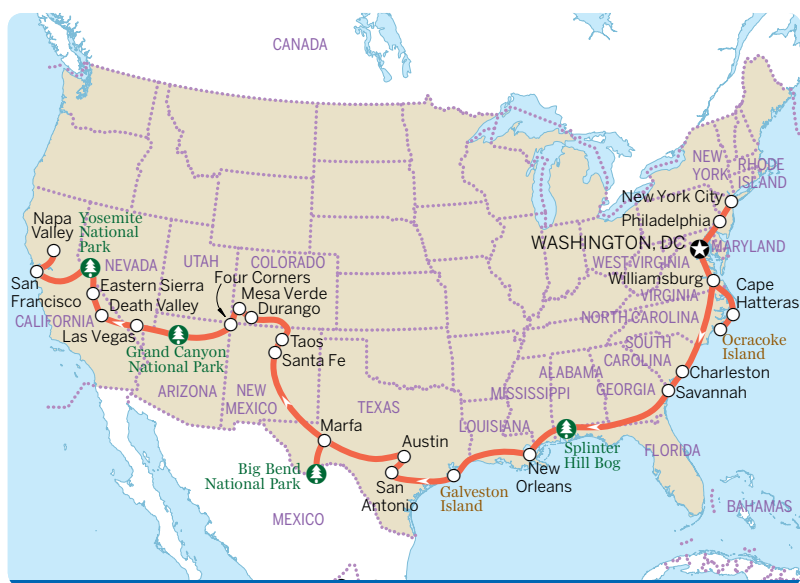 CANADA
NEW
YORK
RHODE
ISLAND
New York City
Philadelphia
WASHINGTON, DC
MARYLAND
WEST VIRGINIA
Williamsburg
VIRGINIA
Cape
Hatteras
NORTH CAROLINA
Ocracoke
Island
SOUTH
CAROLINA
Charleston
Savannah
GEORGIA
ALABAMA
MISSISSIPPI
LOUISIANA
FLORIDA
BAHAMAS
Splinter
Hill Bog
New
Orleans
Galveston
Island
San
Antonio
Austin
TEXAS
Marfa
Big Bend
National Park
MEXICO
NEW
MEXICO
Santa Fe
Taos
Durango
Mesa Verde
Four Corners
COLORADO
UTAH
ARIZONA
Grand Canyon
National Park
Las Vegas
Death Valley
Eastern Sierra
NEVADA
Yosemite
National
Park
Napa
Valley
San
Francisco
CALIFORNIA